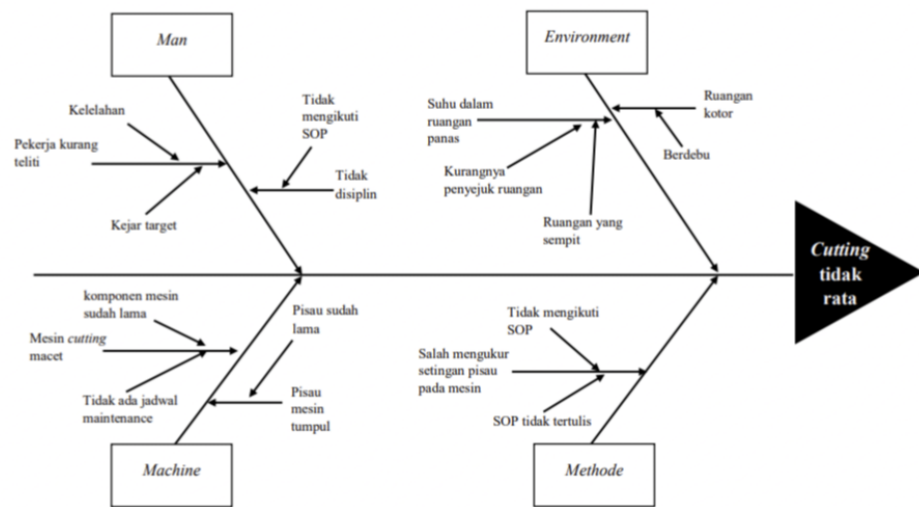 Man
Environment
Kelelahan
Pekerja kurang
teliti
Kejar target
Tidak
mengikuti
SOP
Tidak
disiplin
Suhu dalam
ruangan
panas
Kurangnya
penyejuk ruangan
Ruangan yang
sempit
Ruangan
kotor
Berdebu
Cutting
tidak
rata
komponen mesin
sudah lama
Mesin cutting
macet
Tidak ada jadwal
maintenance
Pisau sudah
lama
Pisau
mesin
tumpul
Tidak mengikuti
SOP
Salah mengukur
setingan pisau
pada mesin
SOP tidak tertulis
Machine
Methode